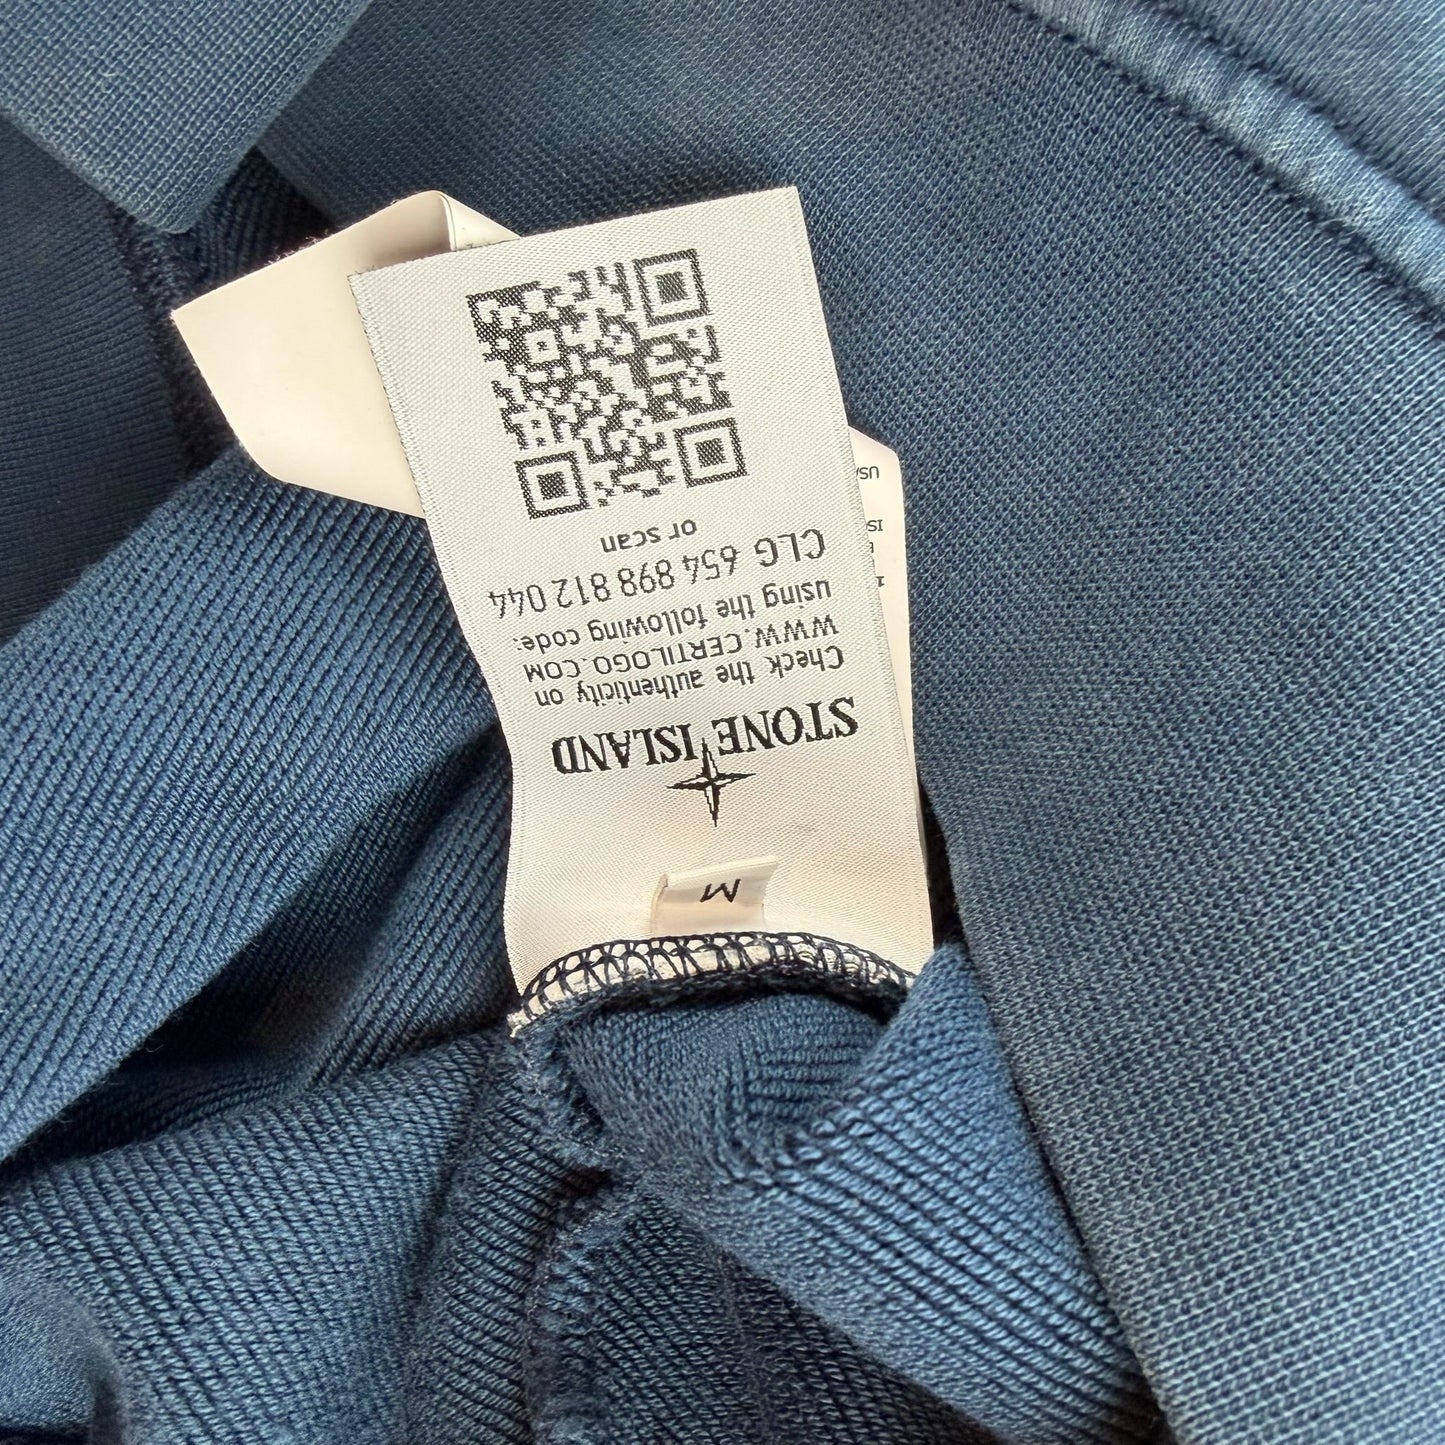 M
STONE ISLAND
Check the authenticity on
WWW.CERTILOGO.COM
using the following code:
CLG 654 898 812 044
or scan